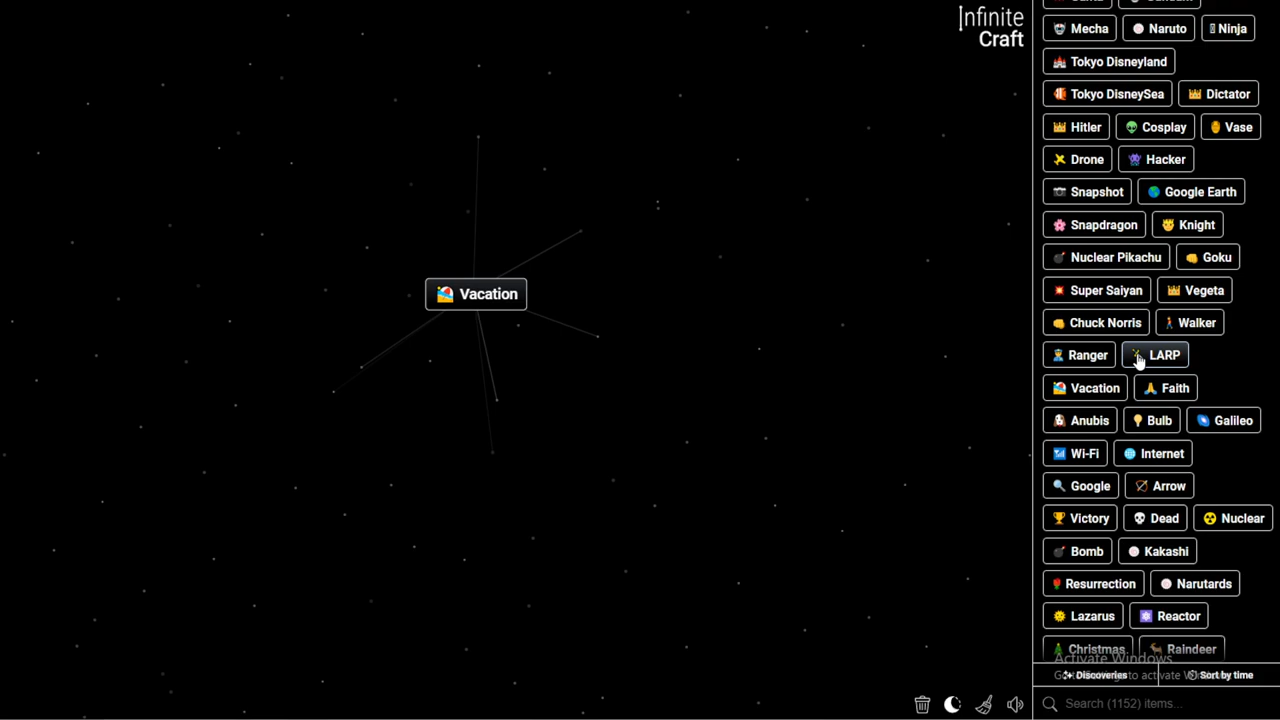 Infinite
Craft
Mecha Naruto Ninja
Tokyo Disneyland
Tokyo DisneySea Dictator
Hitler Cosplay Vase
Drone Hacker
Snapshot Google Earth
Snapdragon Knight
Nuclear Pikachu Goku
Super Saiyan Vegeta
Chuck Norris Walker
Ranger LARP
Vacation
Vacation Faith
Anubis Bulb Galileo
Wi-Fi Internet
Google Arrow
Victory Dead Nuclear
Bomb Kakashi
Resurrection Narutards
Lazarus Reactor
Christmas Raindeer
Activate Windows
Discoveries Sort by time
Search (1152) items...